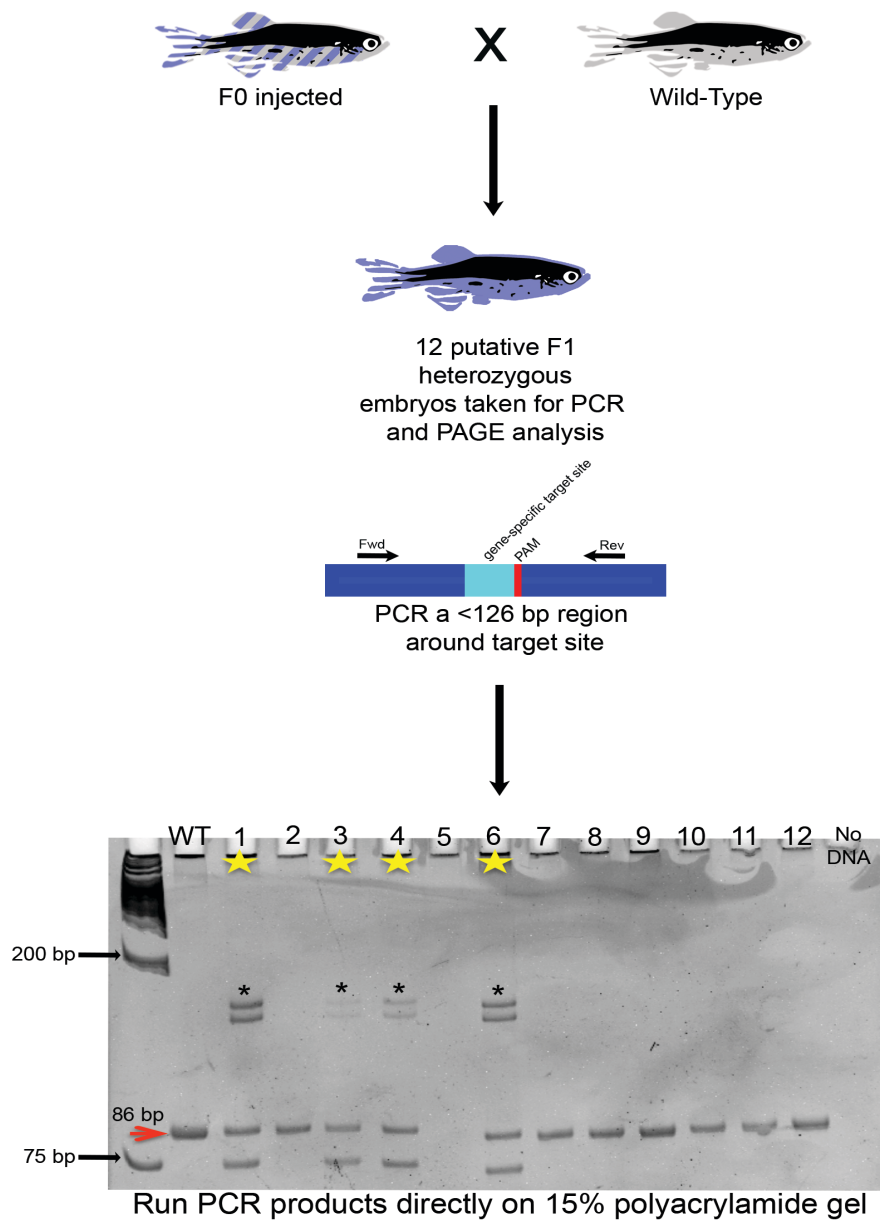 F0 injected
X
Wild-Type
12 putative F1
heterozygous
embryos taken for PCR
and PAGE analysis
gene-specific target site
Fwd
PAM
Rev
PCR a <126 bp region
around target site
WT 1 2 3 4 5 6 7 8 9 10 11 12 No
DNA
200 bp
* * * *
86 bp
75 bp
Run PCR products directly on 15% polyacrylamide gel